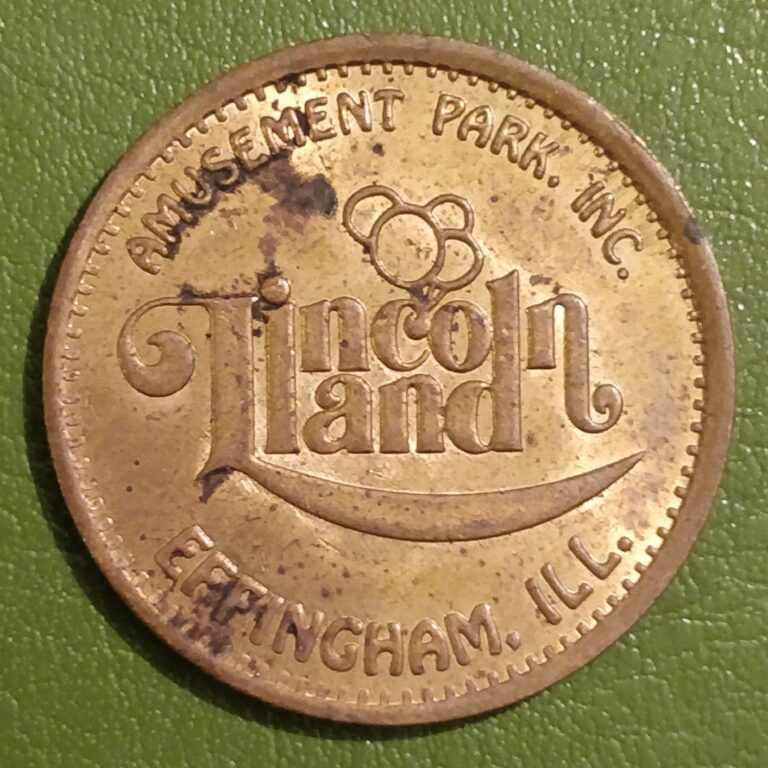 AMUSEMENT PARK, INC.
Lincoln
land
EFFINGHAM, ILL.